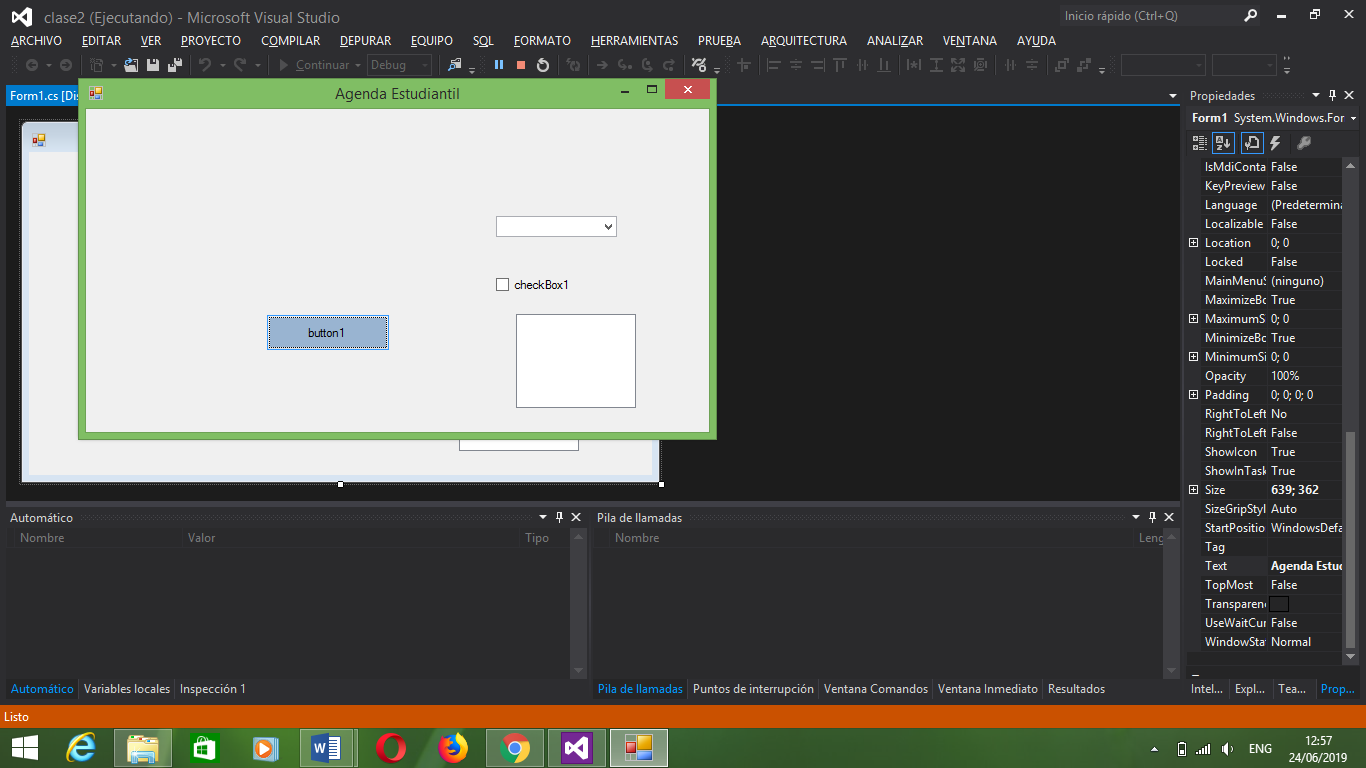 clase2 (Ejecutando) - Microsoft Visual Studio
Inicio rápido (Ctrl+Q)
ARCHIVO EDITAR VER PROYECTO COMPILAR DEPURAR EQUIPO SQL FORMATO HERRAMIENTAS PRUEBA ARQUITECTURA ANALIZAR VENTANA AYUDA
Continuar Debug
Form1.cs [Dis
Agenda Estudiantil
checkBox1
button1
Propiedades
Form1 System.Windows.For
IsMdiConta False
KeyPreview False
Language (Predetermina
Localizable False
Location 0; 0
Locked False
MainMenuS (ninguno)
MaximizeBo True
MaximumS 0; 0
MinimizeBo True
MinimumSi 0; 0
Opacity 100%
Padding 0; 0; 0; 0
RightToLeft No
RightToLeft False
ShowIcon True
ShowInTask True
Size 639; 362
SizeGripStyl Auto
StartPositio WindowsDefa
Tag
Text Agenda Estud
TopMost False
Transparen
UseWaitCur False
WindowStat Normal
Automático
Nombre Valor Tipo
Pila de llamadas
Nombre Leng
Automático Variables locales Inspección 1
Pila de llamadas Puntos de interrupción Ventana Comandos Ventana Inmediato Resultados
Intel... Expl... Tea... Prop...
Listo
ENG
12:57
24/06/2019